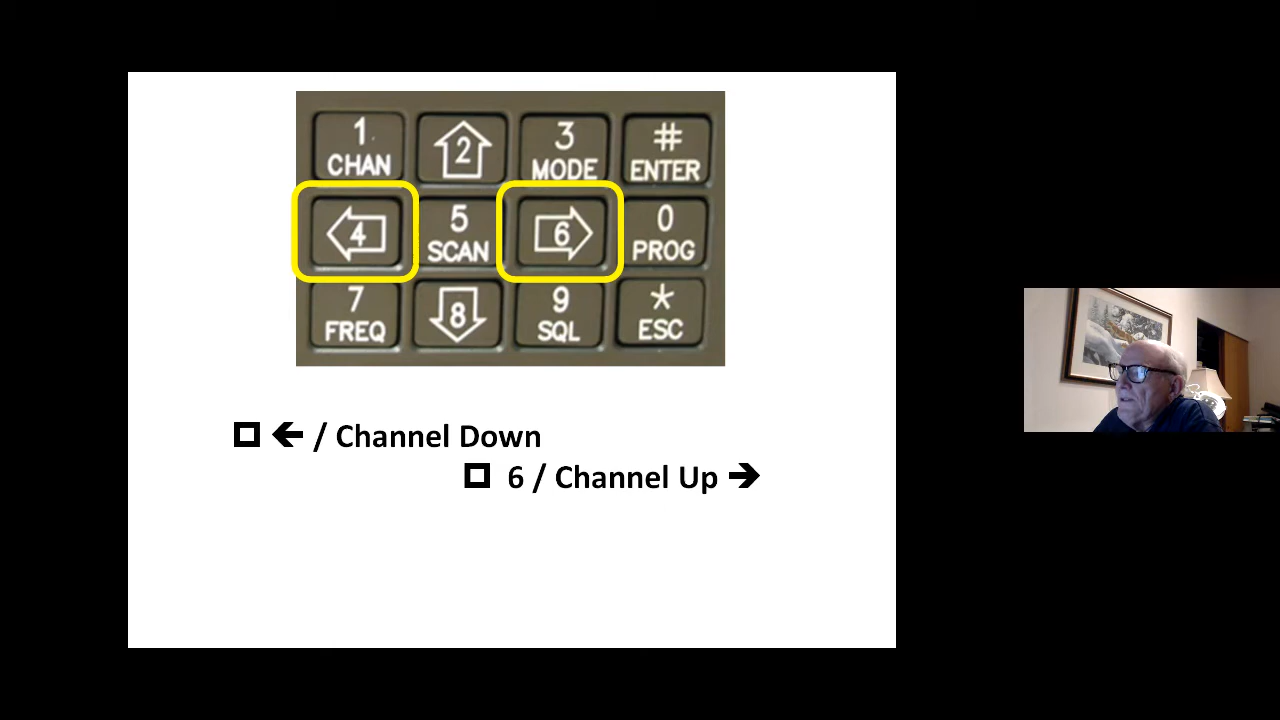 1 2 3 #
CHAN MODE ENTER
4 5 6 0
SCAN PROG
7 8 9 *
FREQ SQL ESC
← / Channel Down
6 / Channel Up →